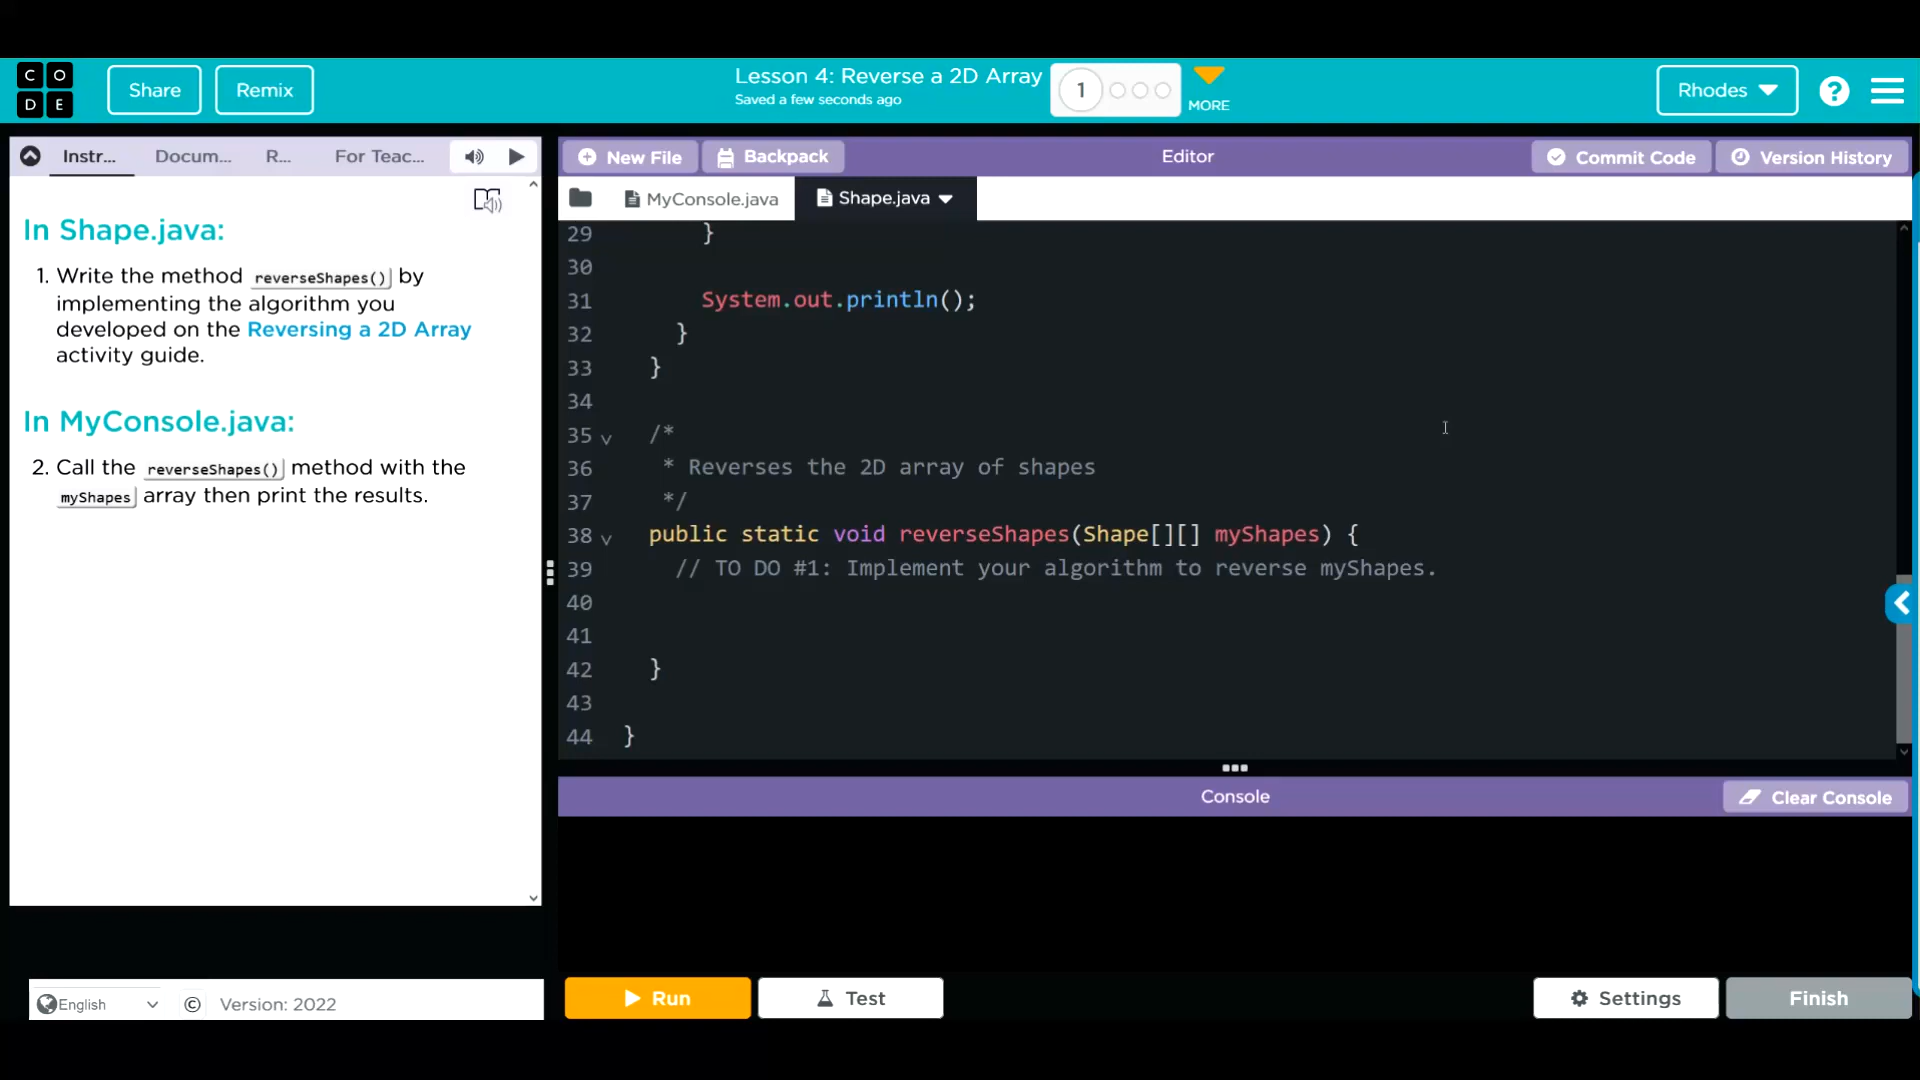 C O
D E
Share
Remix
Lesson 4: Reverse a 2D Array
Saved a few seconds ago
1
MORE
Rhodes
?
Instr...
Docum...
R...
For Teac...
In Shape.java:
1. Write the method reverseShapes() by
implementing the algorithm you
developed on the Reversing a 2D Array
activity guide.
In MyConsole.java:
2. Call the reverseShapes() method with the
myShapes array then print the results.
English
©
Version: 2022
New File
Backpack
Editor
Commit Code
Version History
MyConsole.java
Shape.java
29 }
30
31 System.out.println();
32 }
33 }
34
35 /*
36 * Reverses the 2D array of shapes
37 */
38 public static void reverseShapes(Shape[][] myShapes) {
39 // TO DO #1: Implement your algorithm to reverse myShapes.
40
41
42 }
43
44 }
Console
Clear Console
Run
Test
Settings
Finish